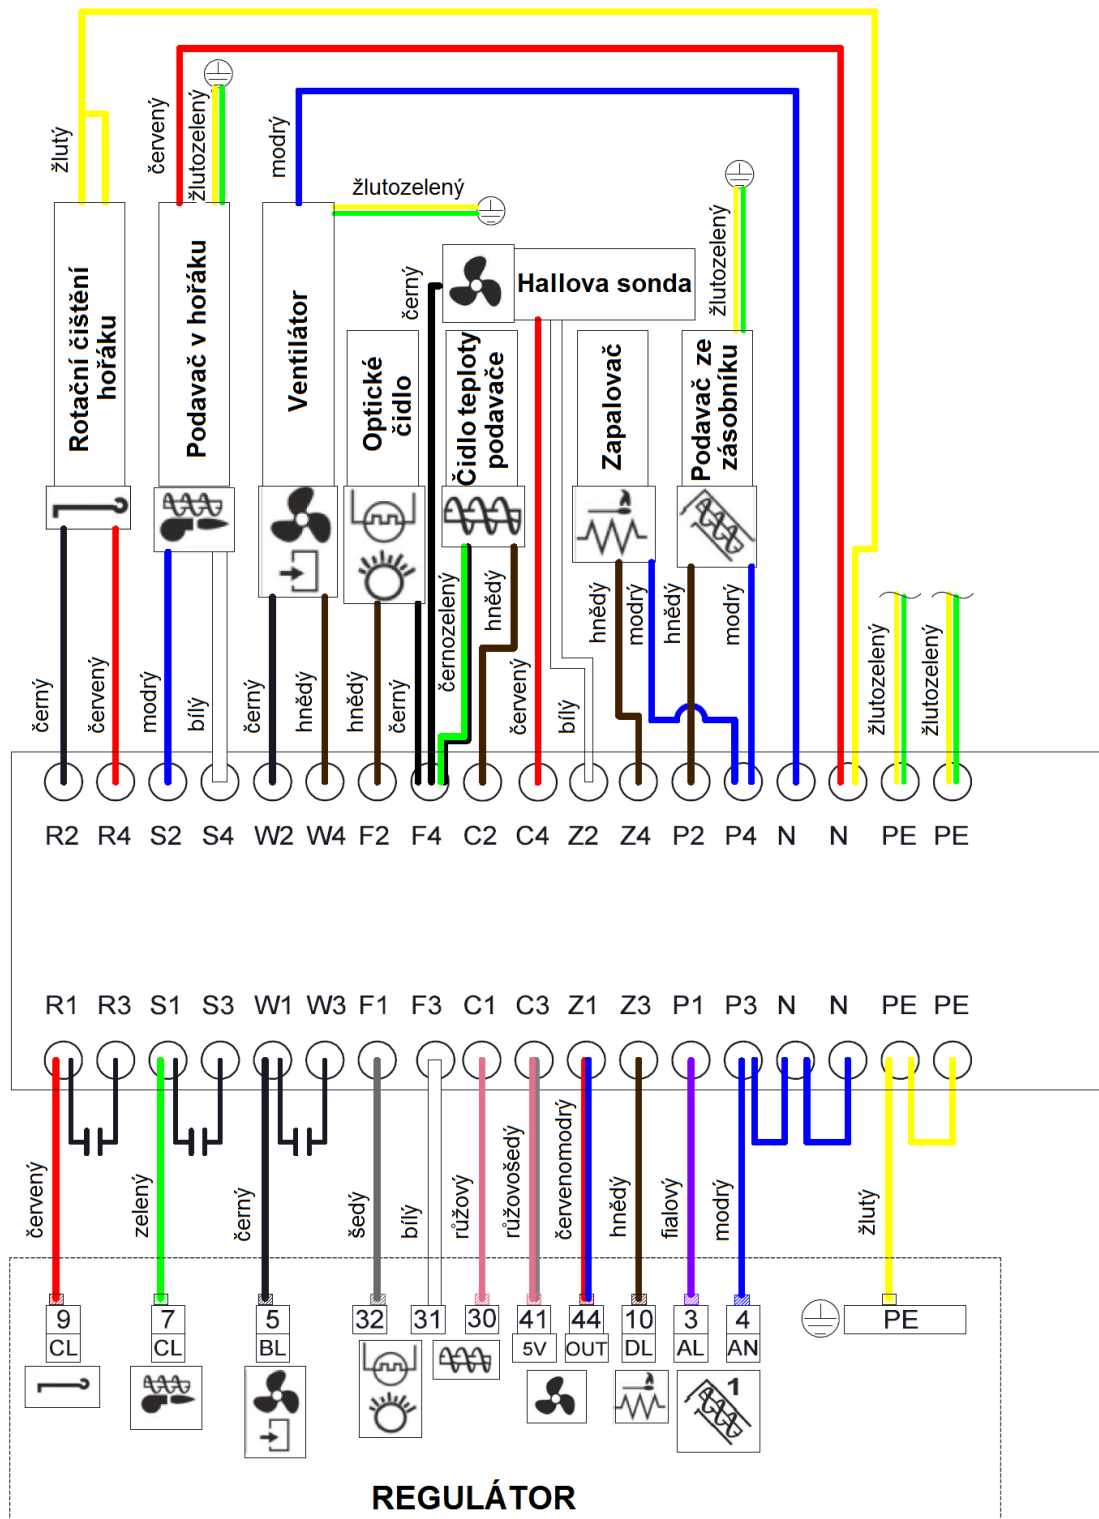 žlutý
červený
žlutozelený
modrý
žlutozelený
žlutozelený
černý
Hallova sonda
Rotační čištění
hořáku
Podavač v hořáku
Ventilátor
Optické
čidlo
Čidlo teploty
podavače
Zapalovač
Podavač ze
zásobníku
černý
červený
modrý
bílý
černý
hnědý
hnědý
černý
černozelený
hnědý
červený
bílý
hnědý
modrý
hnědý
modrý
žlutozelený
žlutozelený
R2 R4 S2 S4 W2 W4 F2 F4 C2 C4 Z2 Z4 P2 P4 N N PE PE
R1 R3 S1 S3 W1 W3 F1 F3 C1 C3 Z1 Z3 P1 P3 N N PE PE
červený
zelený
černý
šedý
bílý
růžový
růžovošedý
červenomodrý
hnědý
fialový
modrý
žlutý
9 7 5 32 31 30 41 44 10 3 4 PE
CL CL BL 5V OUT DL AL AN
1
REGULÁTOR